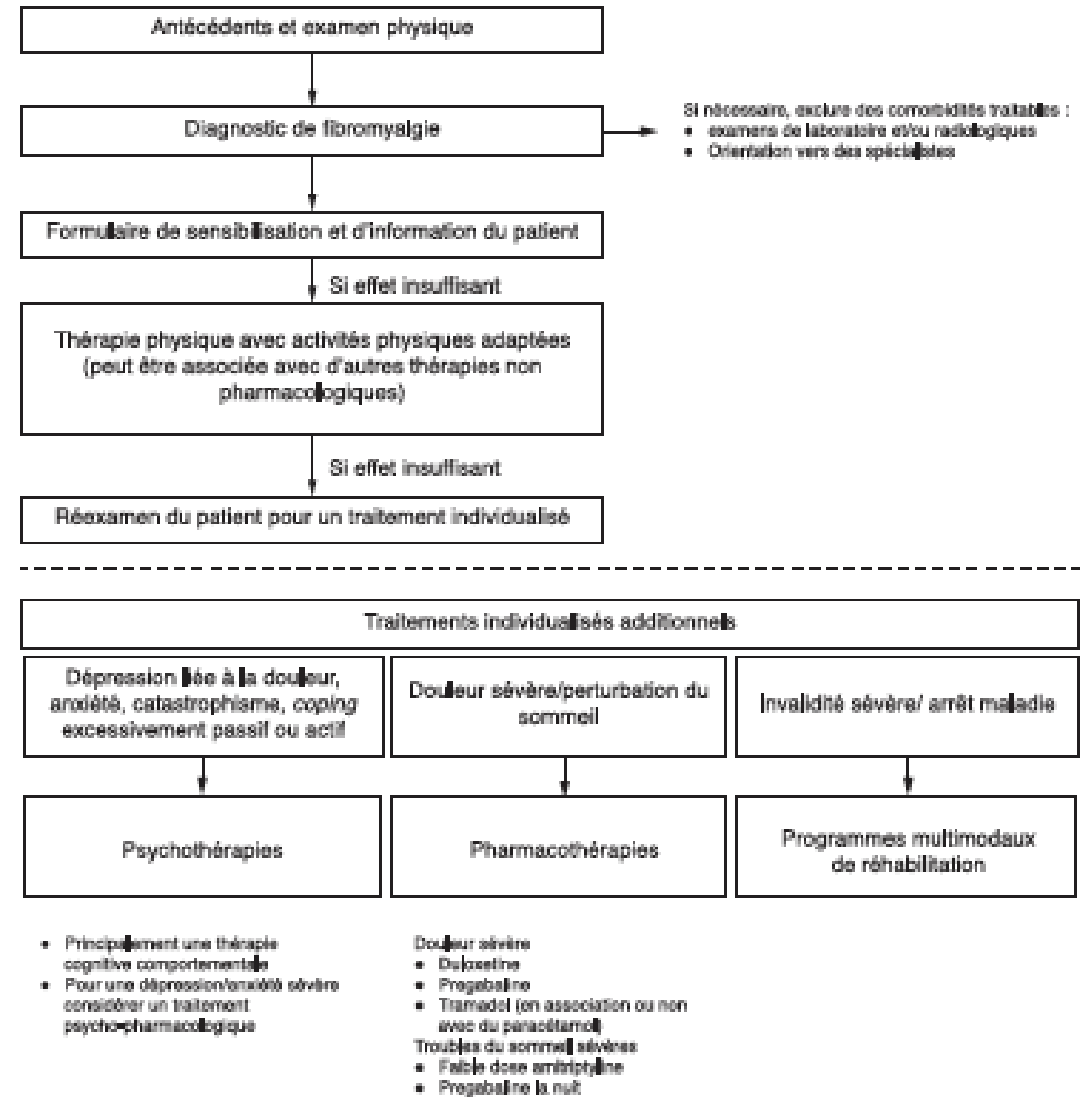 Antécédents et examen physique
Diagnostic de fibromyalgie
Si nécessaire, exclure des comorbidités traitables :
• examens de laboratoire et/ou radiologiques
• Orientation vers des spécialistes
Formulaire de sensibilisation et d'information du patient
Si effet insuffisant
Thérapie physique avec activités physiques adaptées
(peut être associée avec d'autres thérapies non
pharmacologiques)
Si effet insuffisant
Réexamen du patient pour un traitement individualisé
Traitements individualisés additionnels
Dépression liée à la douleur,
anxiété, catastrophisme, coping
excessivement passif ou actif
Douleur sévère/perturbation du
sommeil
Invalidité sévère/ arrêt maladie
Psychothérapies
Pharmacothérapies
Programmes multimodaux
de réhabilitation
• Principalement une thérapie
cognitive comportementale
• Pour une dépression/anxiété sévère
considérer un traitement
psycho-pharmacologique
Douleur sévère
• Duloxetine
• Pregabaline
• Tramadol (en association ou non
avec du paracétamol)
Troubles du sommeil sévères
• Faible dose amitriptyline
• Pregabaline la nuit